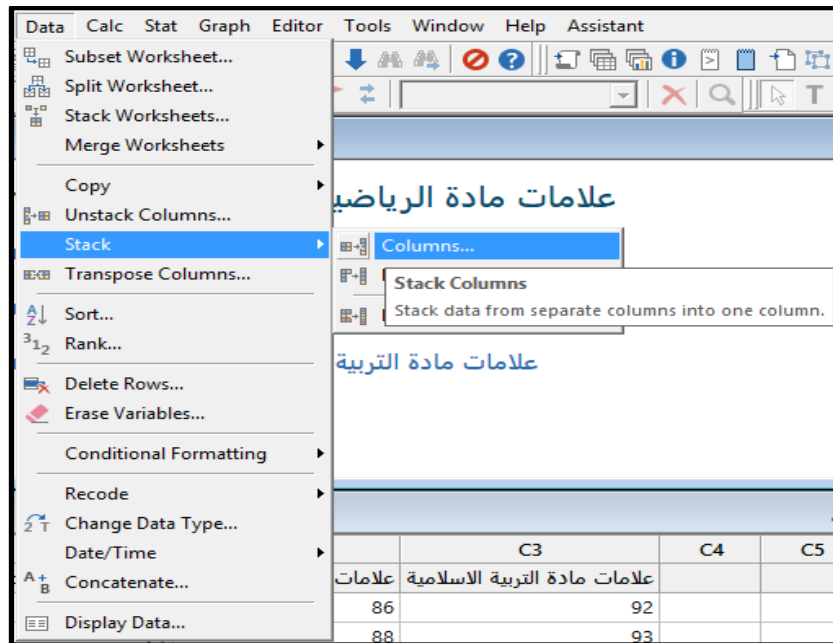 Data Calc Stat Graph Editor Tools Window Help Assistant
Subset Worksheet...
Split Worksheet...
Stack Worksheets...
Merge Worksheets
Copy
Unstack Columns...
Stack
Transpose Columns...
Sort...
Rank...
Delete Rows...
Erase Variables...
Conditional Formatting
Recode
Change Data Type...
Date/Time
Concatenate...
Display Data...
Columns...
Stack Columns
Stack data from separate columns into one column.
علامات مادة
علامات مادة التربية
C3 C4 C5
علامات علامات مادة التربية الاسلامية
86 92
88 93